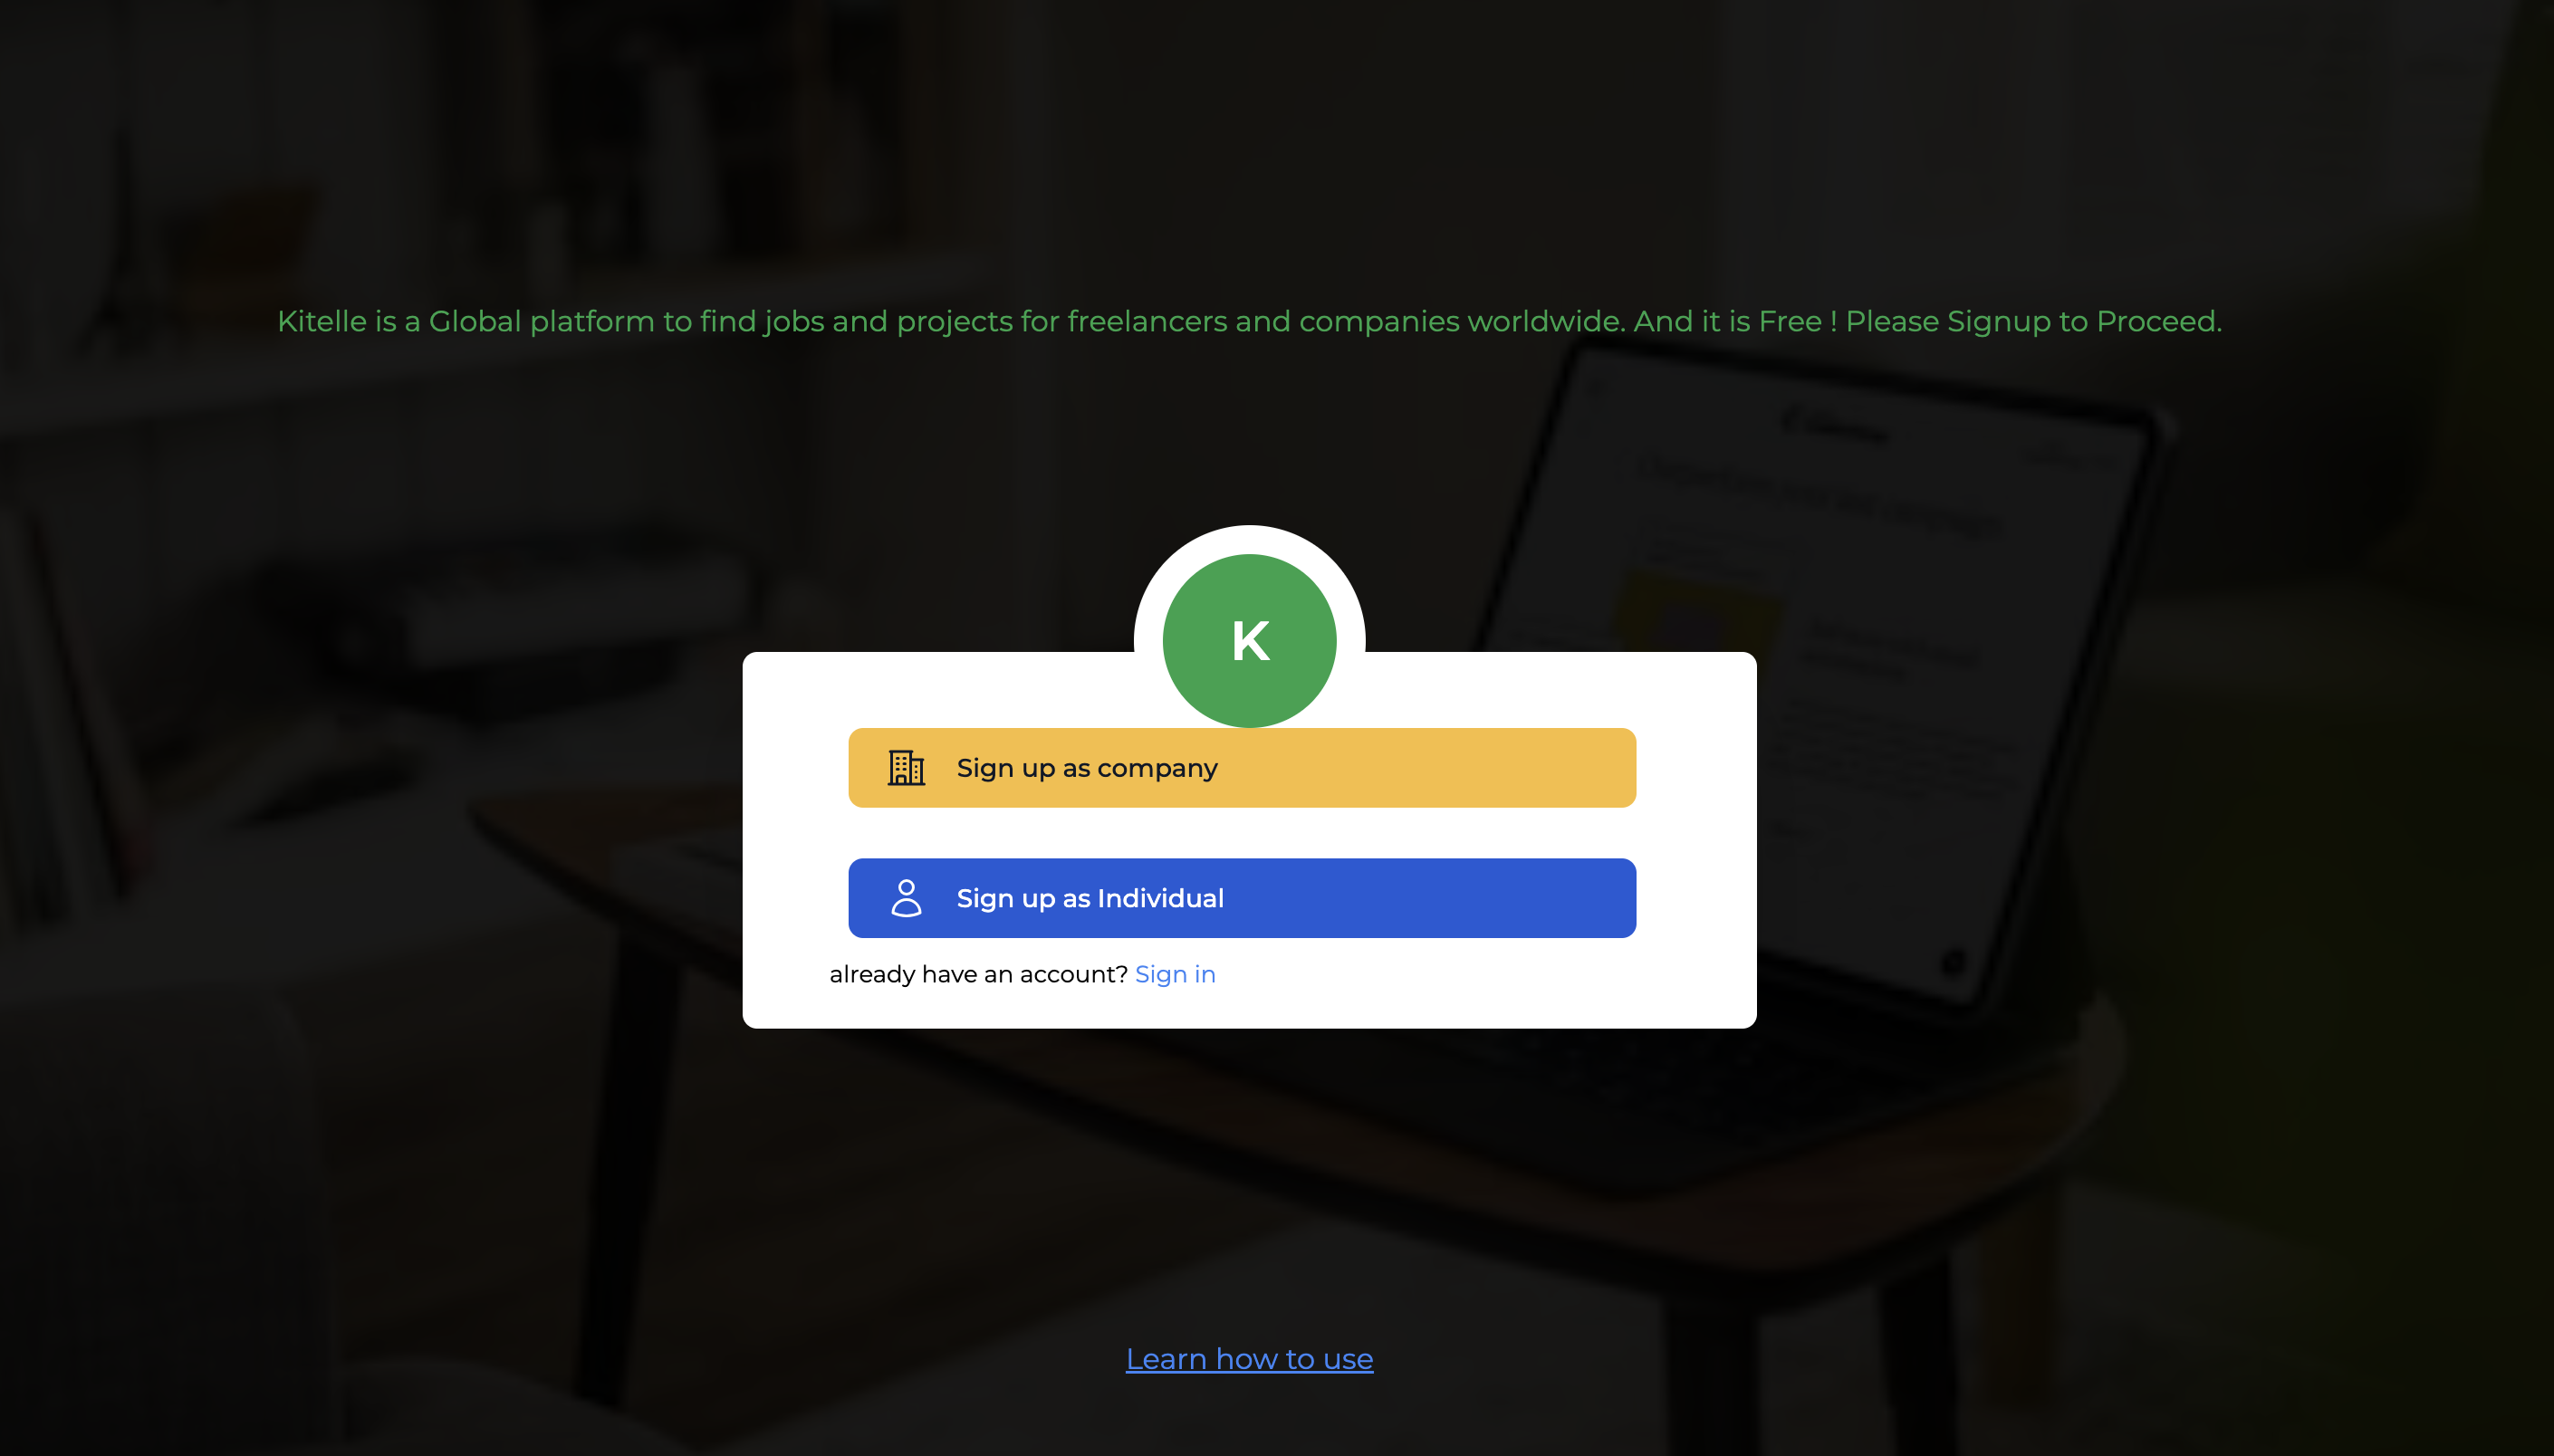 Kitelle is a Global platform to find jobs and projects for freelancers and companies worldwide. And it is Free ! Please Signup to Proceed.
K
Sign up as company
Sign up as Individual
already have an account? Sign in
Learn how to use